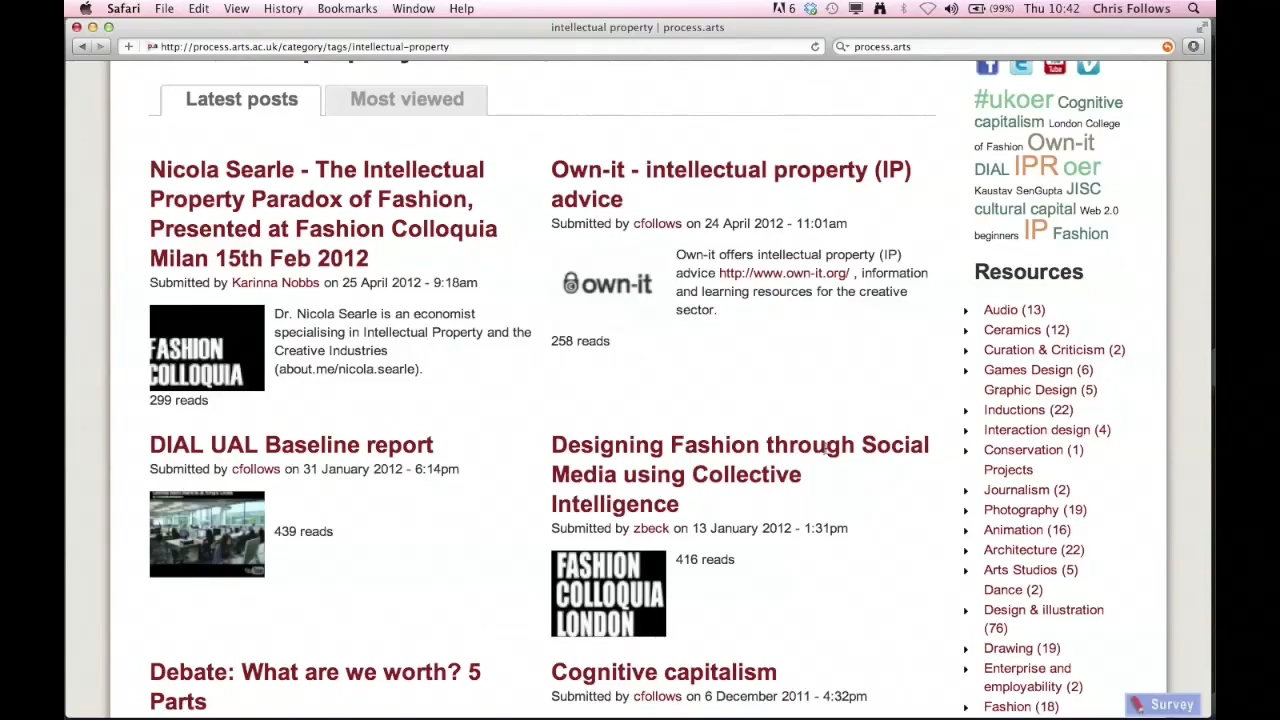 Safari File Edit View History Bookmarks Window Help 6 (99%) Thu 10:42 Chris Follows
intellectual property | process.arts
http://process.arts.ac.uk/category/tags/intellectual-property
process.arts
Latest posts
Most viewed
Nicola Searle - The Intellectual
Property Paradox of Fashion,
Presented at Fashion Colloquia
Milan 15th Feb 2012
Submitted by Karinna Nobbs on 25 April 2012 - 9:18am
FASHION
COLLOQUIA
Dr. Nicola Searle is an economist
specialising in Intellectual Property and the
Creative Industries
(about.me/nicola.searle).
299 reads
Own-it - intellectual property (IP)
advice
Submitted by cfollows on 24 April 2012 - 11:01am
own-it
Own-it offers intellectual property (IP)
advice http://www.own-it.org/ , information
and learning resources for the creative
sector.
258 reads
DIAL UAL Baseline report
Submitted by cfollows on 31 January 2012 - 6:14pm
439 reads
Designing Fashion through Social
Media using Collective
Intelligence
Submitted by zbeck on 13 January 2012 - 1:31pm
FASHION
COLLOQUIA
LONDON
416 reads
Debate: What are we worth? 5
Parts
Cognitive capitalism
Submitted by cfollows on 6 December 2011 - 4:32pm
#ukoer Cognitive
capitalism London College
of Fashion Own-it
DIAL IPR oer
Kaustav SenGupta JISC
cultural capital Web 2.0
beginners IP Fashion
Resources
Audio (13)
Ceramics (12)
Curation & Criticism (2)
Games Design (6)
Graphic Design (5)
Inductions (22)
Interaction design (4)
Conservation (1)
Projects
Journalism (2)
Photography (19)
Animation (16)
Architecture (22)
Arts Studios (5)
Dance (2)
Design & illustration
(76)
Drawing (19)
Enterprise and
employability (2)
Fashion (18)
Survey